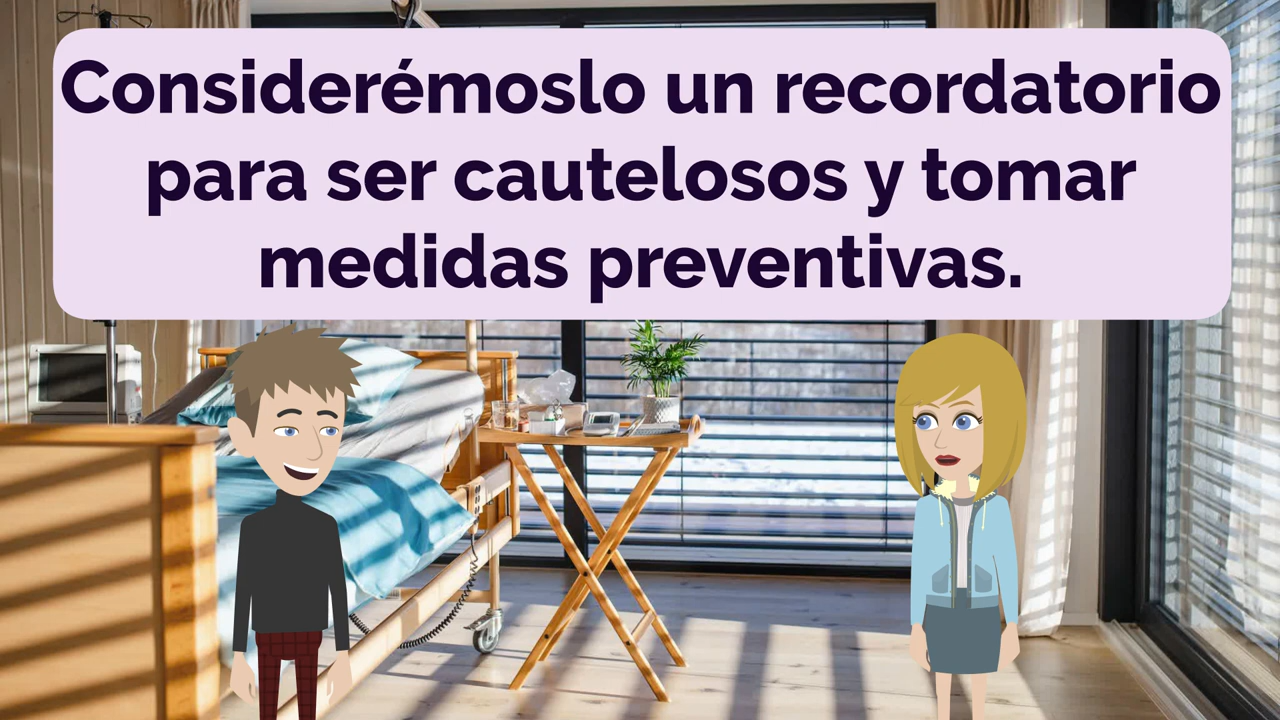 Considerémoslo un recordatorio
para ser cautelosos y tomar
medidas preventivas.